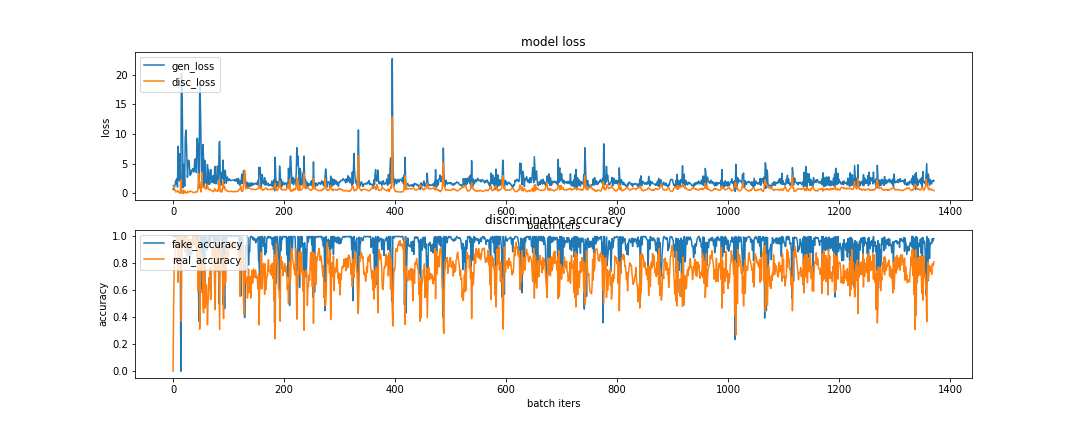 model loss
gen_loss
disc_loss
loss
20
15
10
5
0
0 200 400 600 800 1000 1200 1400
batch iters
discriminator accuracy
fake_accuracy
real_accuracy
accuracy
1.0
0.8
0.6
0.4
0.2
0.0
0 200 400 600 800 1000 1200 1400
batch iters